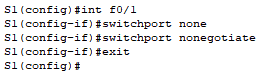 S1(config)#int f0/1
S1(config-if)#switchport none
S1(config-if)#switchport nonegotiate
S1(config-if)#exit
S1(config)#